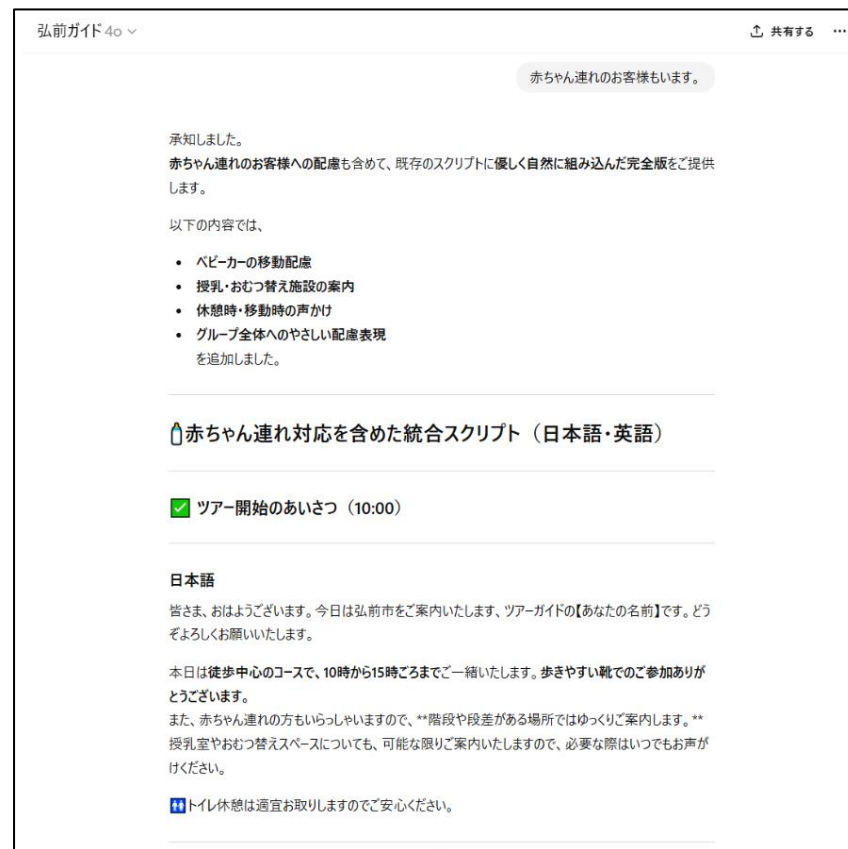 弘前ガイド 4o
共有する
赤ちゃん連れのお客様もいます。
承知しました。
赤ちゃん連れのお客様への配慮も含めて、既存のスクリプトに優しく自然に組み込んだ完全版をご提供
します。
以下の内容では、
• ベビーカーの移動配慮
• 授乳・おむつ替え施設の案内
• 休憩時・移動時の声かけ
• グループ全体へのやさしい配慮表現
を追加しました。
🍼赤ちゃん連れ対応を含めた統合スクリプト（日本語・英語）
✅ ツアー開始のあいさつ（10:00）
日本語
皆さま、おはようございます。今日は弘前市をご案内いたします、ツアーガイドの【あなたの名前】です。どう
ぞよろしくお願いいたします。
本日は徒歩中心のコースで、10時から15時ごろまでご一緒いたします。歩きやすい靴でのご参加ありが
とうございます。
また、赤ちゃん連れの方もいらっしゃいますので、**階段や段差がある場所ではゆっくりご案内します。**
授乳室やおむつ替えスペースについても、可能な限りご案内いたしますので、必要な際はいつでもお声が
けください。
🚻トイレ休憩は適宜お取りしますのでご安心ください。